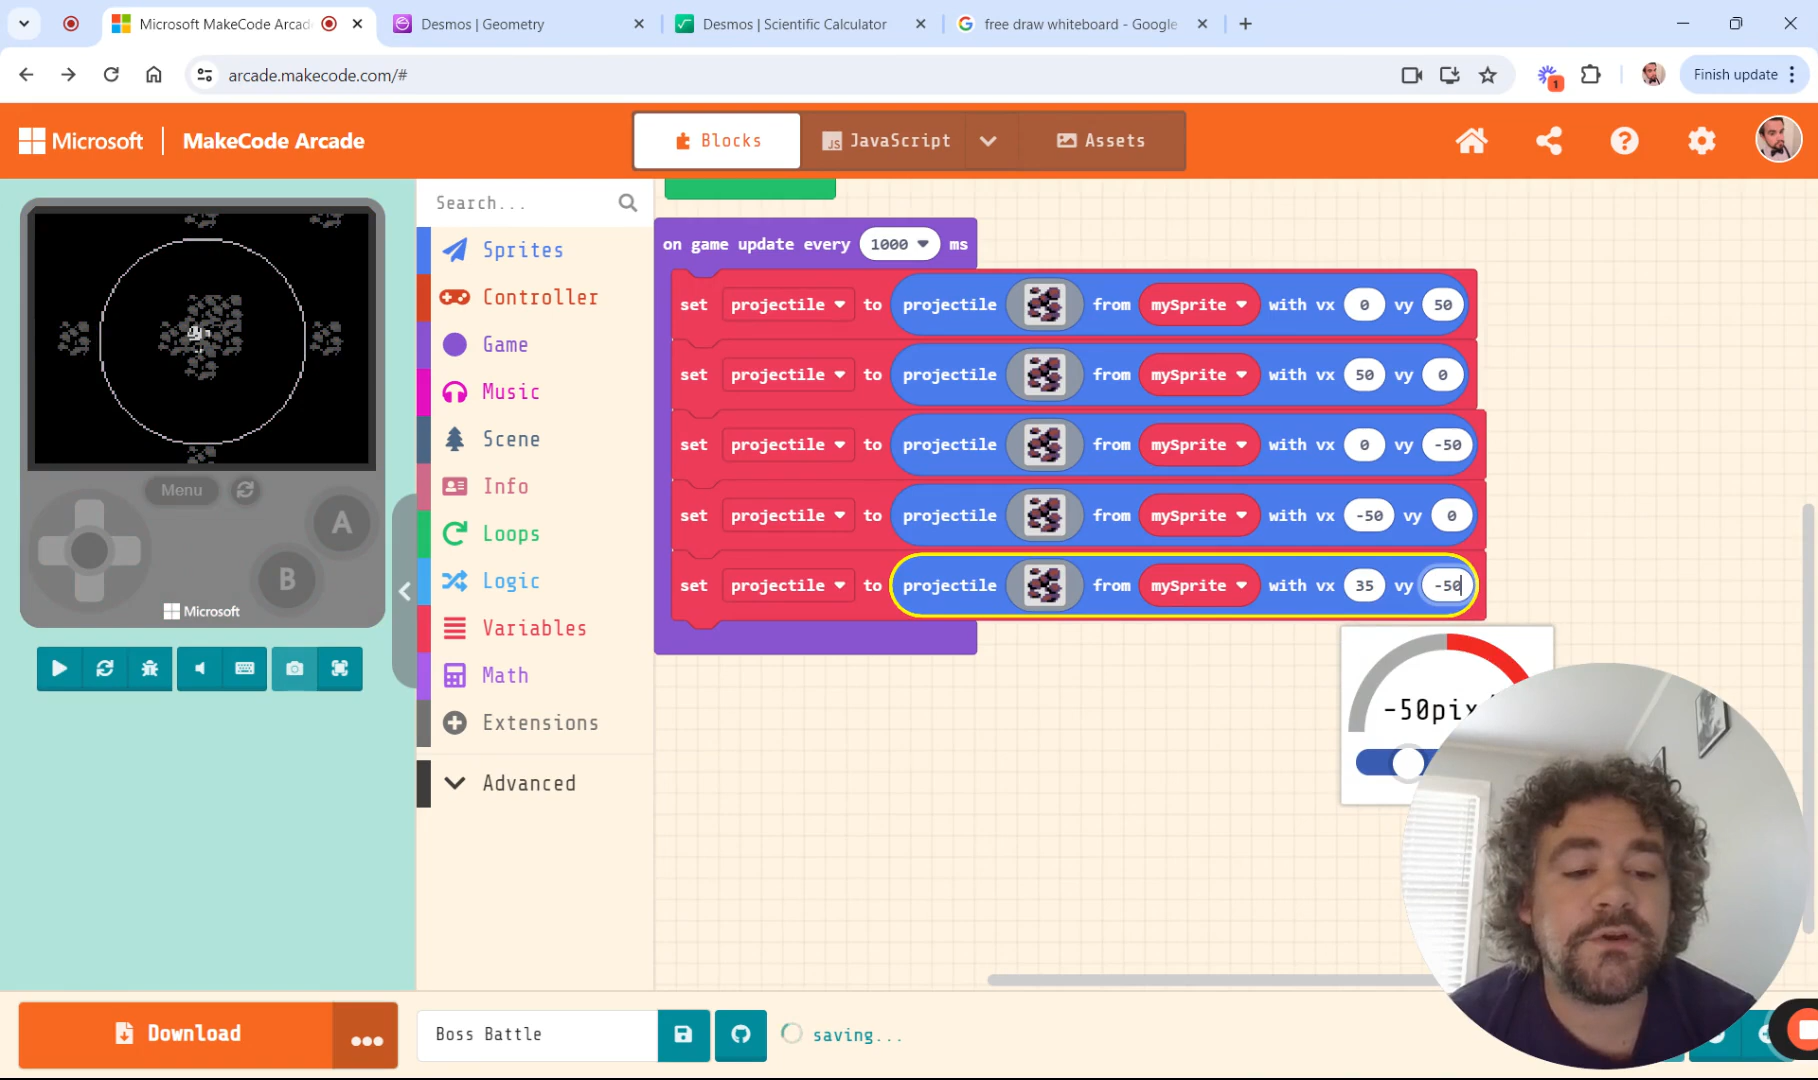 Microsoft MakeCode Arcade
Desmos | Geometry
Desmos | Scientific Calculator
free draw whiteboard - Google
arcade.makecode.com/#
1
Finish update
Microsoft
MakeCode Arcade
Blocks
JS JavaScript
Assets
Search...
Sprites
Controller
Game
Music
Scene
Info
Loops
Logic
Variables
Math
Extensions
Advanced
Menu
A
B
Microsoft
on game update every 1000 ms
set projectile to projectile from mySprite with vx 0 vy 50
set projectile to projectile from mySprite with vx 50 vy 0
set projectile to projectile from mySprite with vx 0 vy -50
set projectile to projectile from mySprite with vx -50 vy 0
set projectile to projectile from mySprite with vx 35 vy -50
Download
Boss Battle
saving...